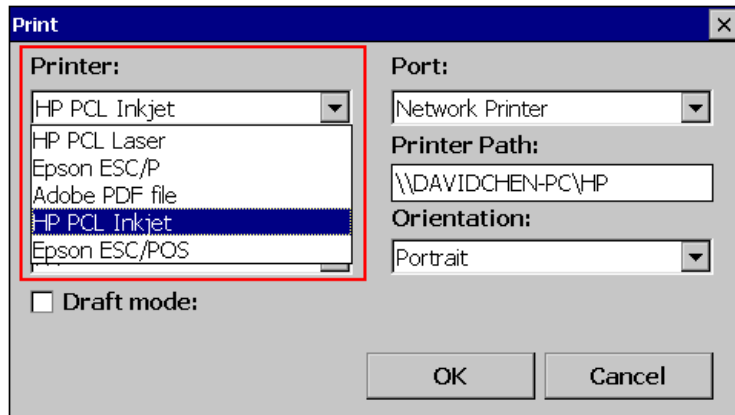 Print
Printer:
HP PCL Inkjet
HP PCL Laser
Epson ESC/P
Adobe PDF file
HP PCL Inkjet
Epson ESC/POS
Draft mode:
Port:
Network Printer
Printer Path:
\\DAVIDCHEN-PC\HP
Orientation:
Portrait
OK
Cancel